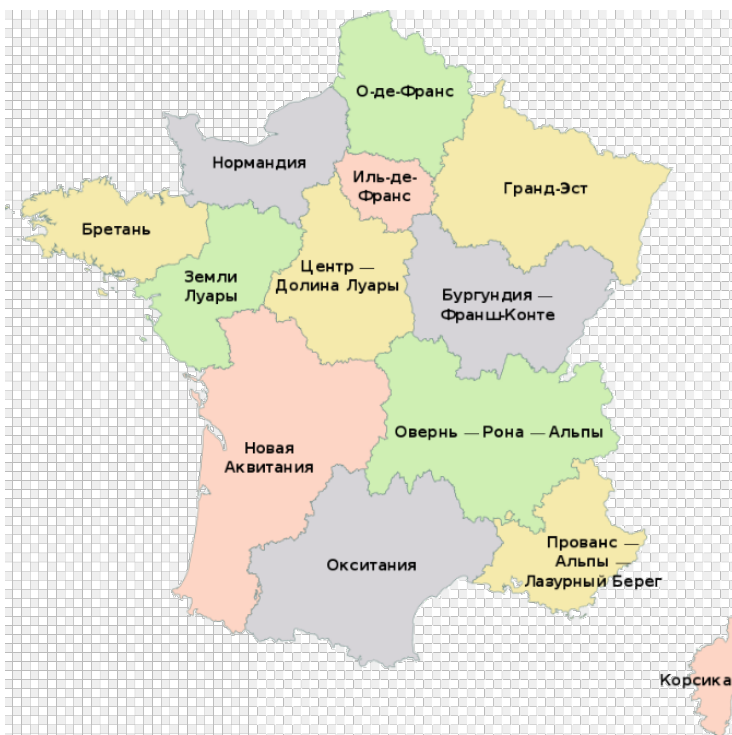 О-де-Франс
Нормандия
Иль-де-
Франс
Гранд-Эст
Бретань
Земли
Луары
Центр —
Долина Луары
Бургундия —
Франш-Конте
Овернь — Рона — Альпы
Новая
Аквитания
Окситания
Прованс —
Альпы —
Лазурный Берег
Корсика